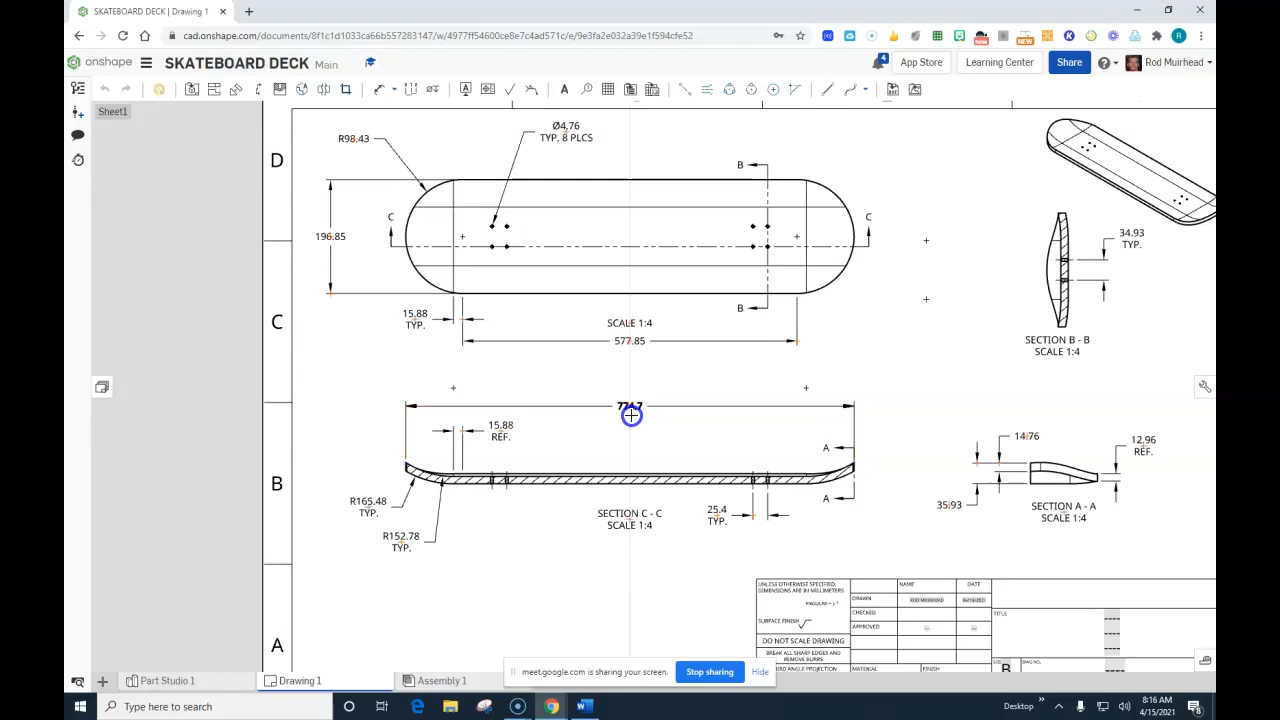 SKATEBOARD DECK | Drawing 1
cad.onshape.com/documents/8f1c1d1033ca66b557283147/w/4977ff54600ce8e7c4ad571c/e/9e3fa2e032a39e1f594cfe52
onshape
SKATEBOARD DECK Main
4
App Store
Learning Center
Share
Rod Muirhead
Sheet1
D
C
B
A
R98.43
Ø4.76
TYP. 8 PLCS
B
C
C
196.85
B
15.88
TYP.
SCALE 1:4
577.85
34.93
TYP.
SECTION B - B
SCALE 1:4
774.7
15.88
REF.
A
A
R165.48
TYP.
R152.78
TYP.
SECTION C - C
SCALE 1:4
25.4
TYP.
14.76
12.96
REF.
35.93
SECTION A - A
SCALE 1:4
UNLESS OTHERWISE SPECIFIED,
DIMENSIONS ARE IN MILLIMETERS
ANGULAR = ± °
SURFACE FINISH
DO NOT SCALE DRAWING
BREAK ALL SHARP EDGES AND
REMOVE BURRS
NAME
DATE
DRAWN
ROD MUIRHEAD
CHECKED
APPROVED
MATERIAL
FINISH
TITLE
SIZE
B
DWG NO.
meet.google.com is sharing your screen.
Stop sharing
Hide
Part Studio 1
Drawing 1
Assembly 1
Type here to search
Desktop
8:16 AM
4/15/2021